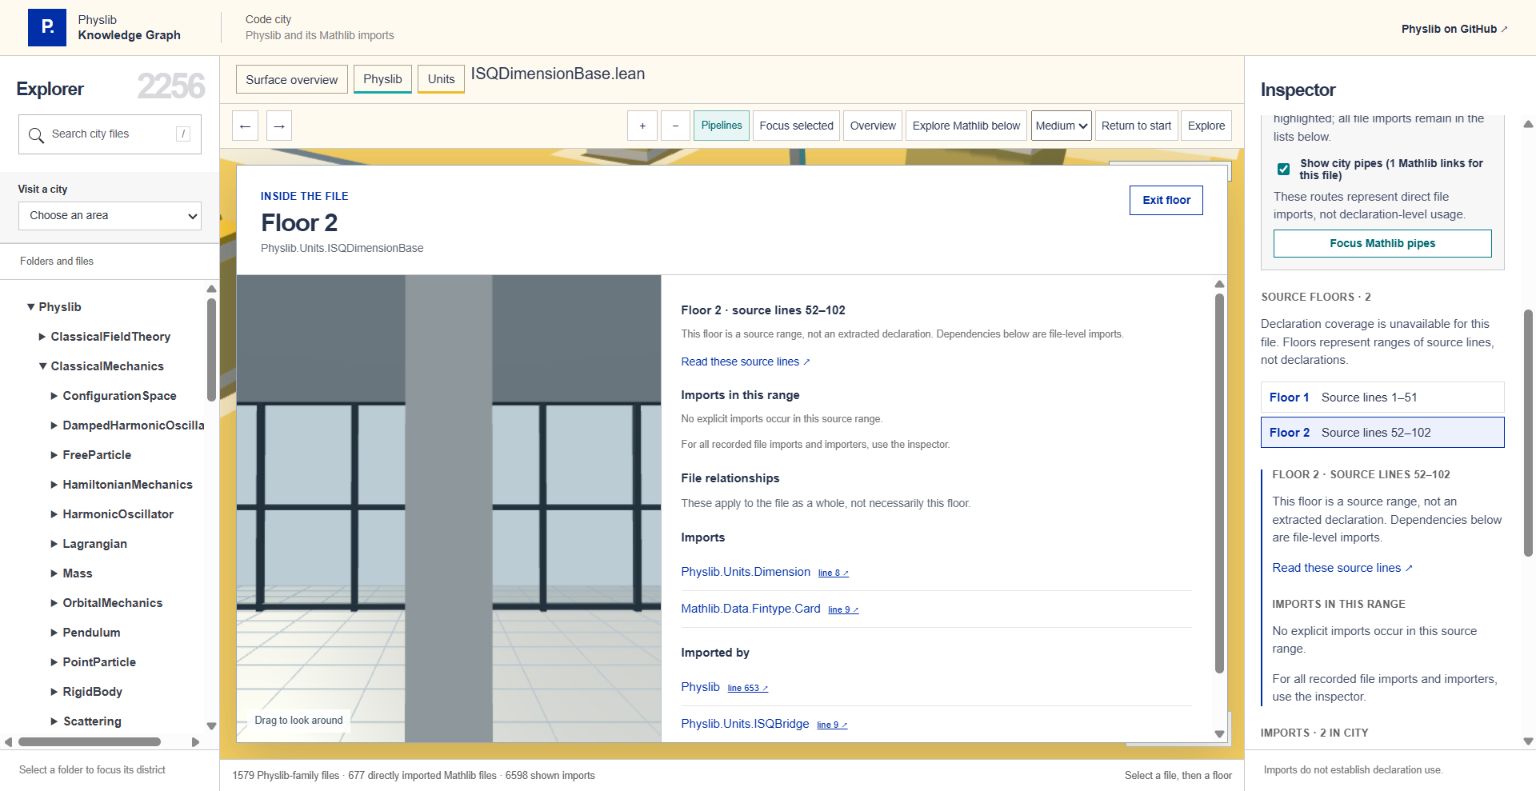 P.
Physlib
Knowledge Graph
Code city
Physlib and its Mathlib imports
Physlib on GitHub ↗
Explorer
2256
Search city files
/
Visit a city
Choose an area
Folders and files
▼ Physlib
▶ ClassicalFieldTheory
▼ ClassicalMechanics
▶ ConfigurationSpace
▶ DampedHarmonicOscilla
▶ FreeParticle
▶ HamiltonianMechanics
▶ HarmonicOscillator
▶ Lagrangian
▶ Mass
▶ OrbitalMechanics
▶ Pendulum
▶ PointParticle
▶ RigidBody
▶ Scattering
Select a folder to focus its district
Surface overview
Physlib
Units
ISQDimensionBase.lean
←
→
+
−
Pipelines
Focus selected
Overview
Explore Mathlib below
Medium
Return to start
Explore
INSIDE THE FILE
Floor 2
Physlib.Units.ISQDimensionBase
Exit floor
Drag to look around
Floor 2 · source lines 52–102
This floor is a source range, not an extracted declaration. Dependencies below are file-level imports.
Read these source lines ↗
Imports in this range
No explicit imports occur in this source range.
For all recorded file imports and importers, use the inspector.
File relationships
These apply to the file as a whole, not necessarily this floor.
Imports
Physlib.Units.Dimension line 8 ↗
Mathlib.Data.Fintype.Card line 9 ↗
Imported by
Physlib line 653 ↗
Physlib.Units.ISQBridge line 9 ↗
1579 Physlib-family files · 677 directly imported Mathlib files · 6598 shown imports
Select a file, then a floor
Inspector
highlighted; all file imports remain in the
lists below.
Show city pipes (1 Mathlib links for
this file)
These routes represent direct file
imports, not declaration-level usage.
Focus Mathlib pipes
SOURCE FLOORS · 2
Declaration coverage is unavailable for this
file. Floors represent ranges of source lines,
not declarations.
Floor 1 Source lines 1–51
Floor 2 Source lines 52–102
FLOOR 2 · SOURCE LINES 52–102
This floor is a source range, not an
extracted declaration. Dependencies below
are file-level imports.
Read these source lines ↗
IMPORTS IN THIS RANGE
No explicit imports occur in this source
range.
For all recorded file imports and importers,
use the inspector.
IMPORTS · 2 IN CITY
Imports do not establish declaration use.